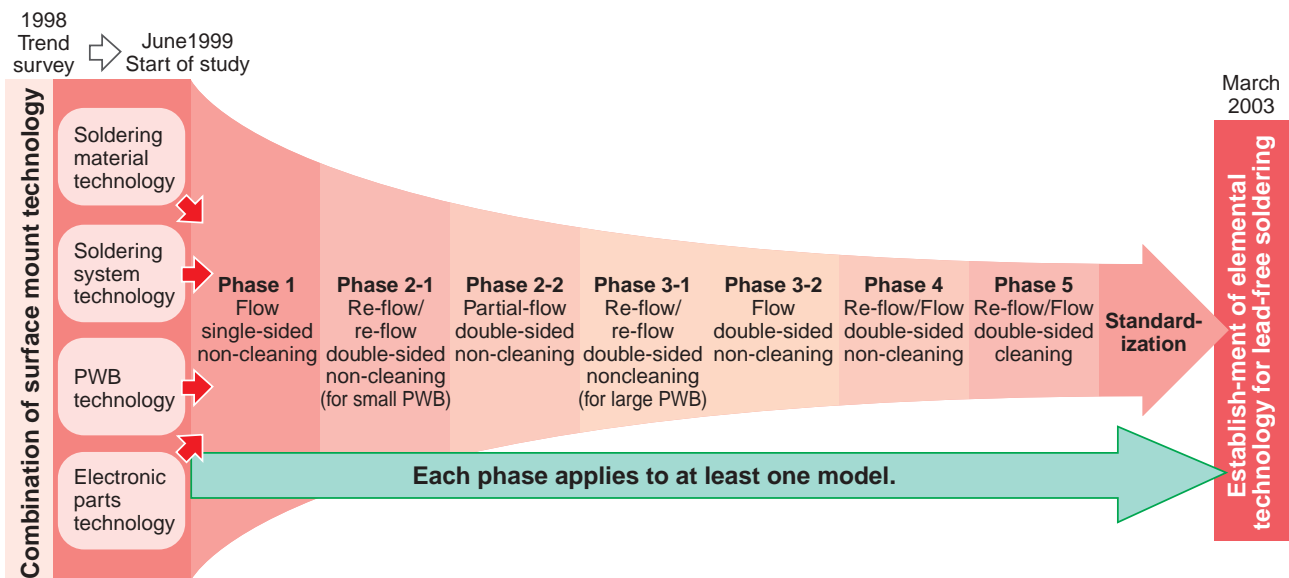 1998
Trend
survey
June1999
Start of study
Combination of surface mount technology
Soldering
material
technology
Soldering
system
technology
PWB
technology
Electronic
parts
technology
Phase 1
Flow
single-sided
non-cleaning
Phase 2-1
Re-flow/
re-flow
double-sided
non-cleaning
(for small PWB)
Phase 2-2
Partial-flow
double-sided
non-cleaning
Phase 3-1
Re-flow/
re-flow
double-sided
noncleaning
(for large PWB)
Phase 3-2
Flow
double-sided
non-cleaning
Phase 4
Re-flow/Flow
double-sided
non-cleaning
Phase 5
Re-flow/Flow
double-sided
cleaning
Standard-
ization
Each phase applies to at least one model.
March
2003
Establish-ment of elemental
technology for lead-free soldering